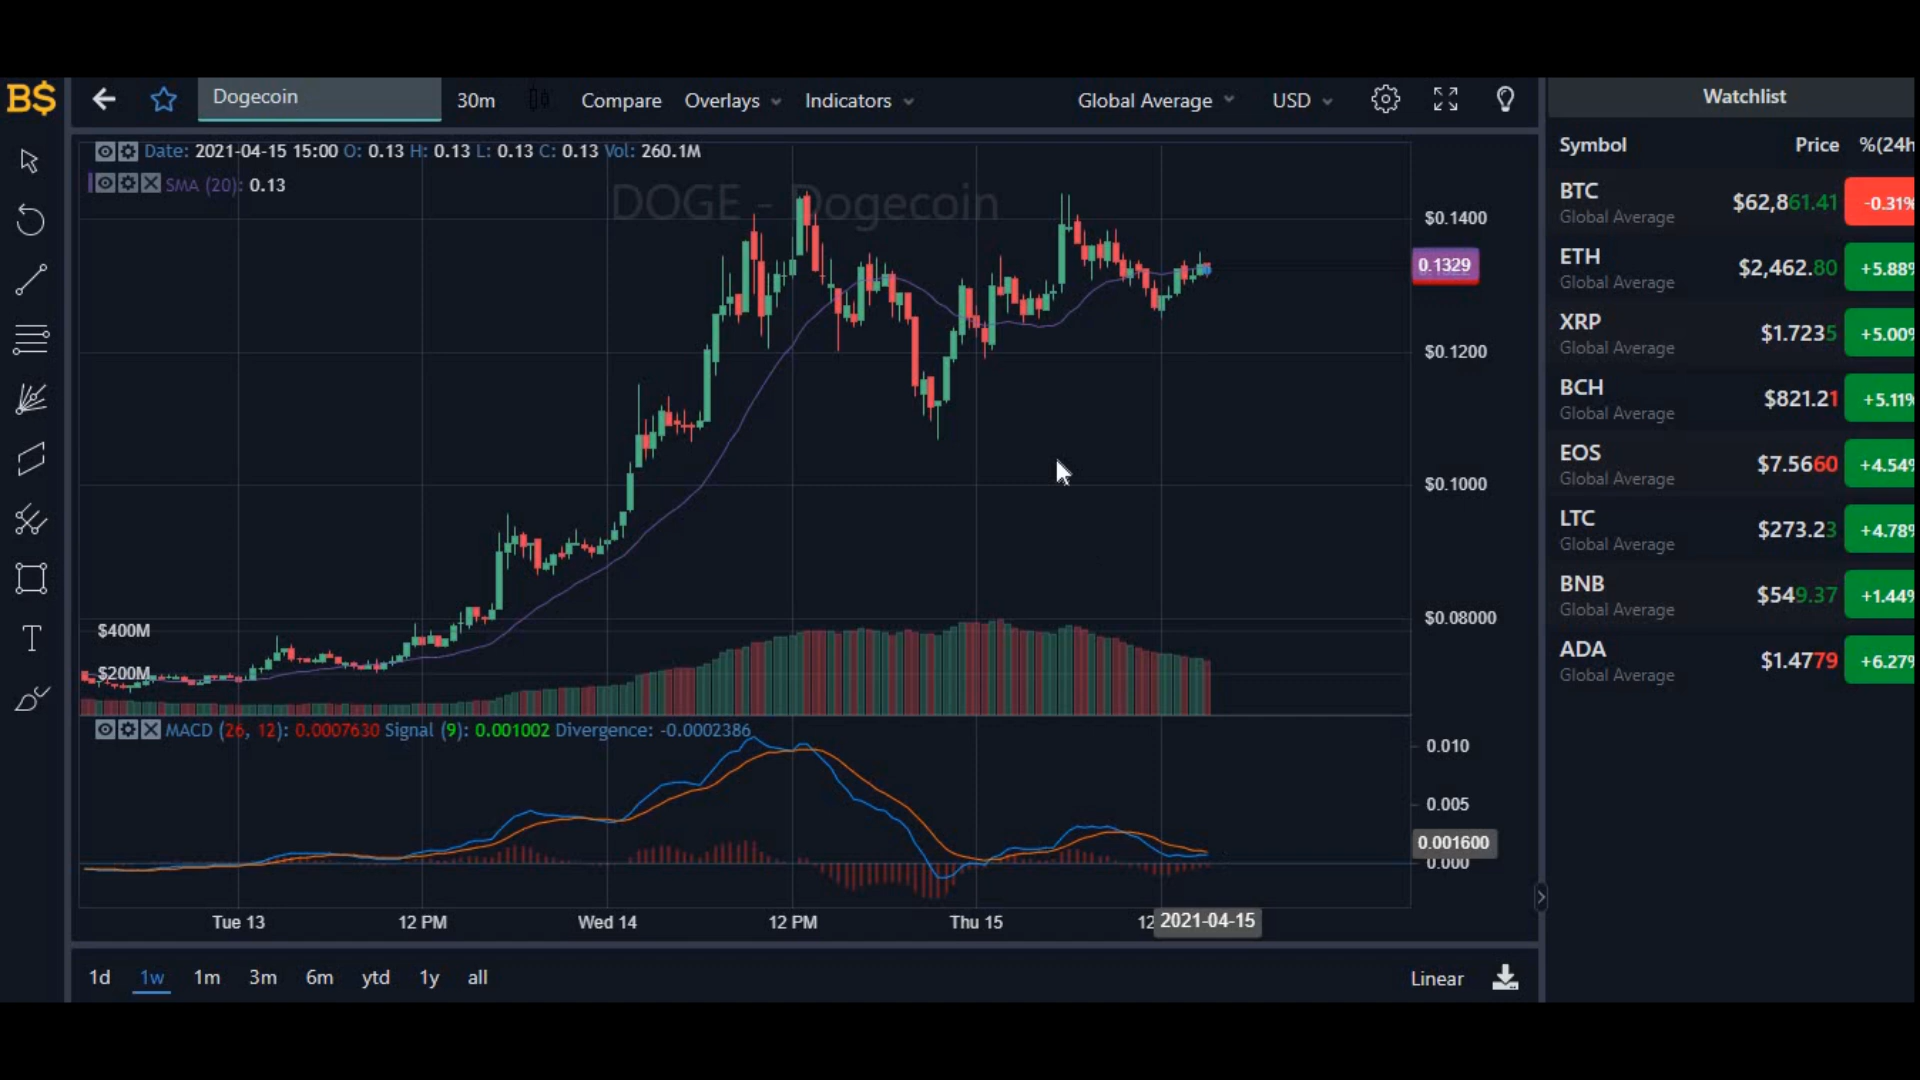 B$
Dogecoin 30m Compare Overlays Indicators Global Average USD
Date: 2021-04-15 15:00 O: 0.13 H: 0.13 L: 0.13 C: 0.13 Vol: 260.1M
SMA (20): 0.13
DOGE - Dogecoin
$0.1400
0.1329
$0.1200
$0.1000
$0.08000
$400M
$200M
MACD (26, 12): 0.0007630 Signal (9): 0.001002 Divergence: -0.0002386
0.010
0.005
0.001600
0.000
Tue 13 12 PM Wed 14 12 PM Thu 15 12 2021-04-15
1d 1w 1m 3m 6m ytd 1y all Linear
Watchlist
Symbol Price %(24h
BTC $62,861.41 -0.31%
Global Average
ETH $2,462.80 +5.88%
Global Average
XRP $1.7235 +5.00%
Global Average
BCH $821.21 +5.11%
Global Average
EOS $7.5660 +4.54%
Global Average
LTC $273.23 +4.78%
Global Average
BNB $549.37 +1.44%
Global Average
ADA $1.4779 +6.27%
Global Average
T